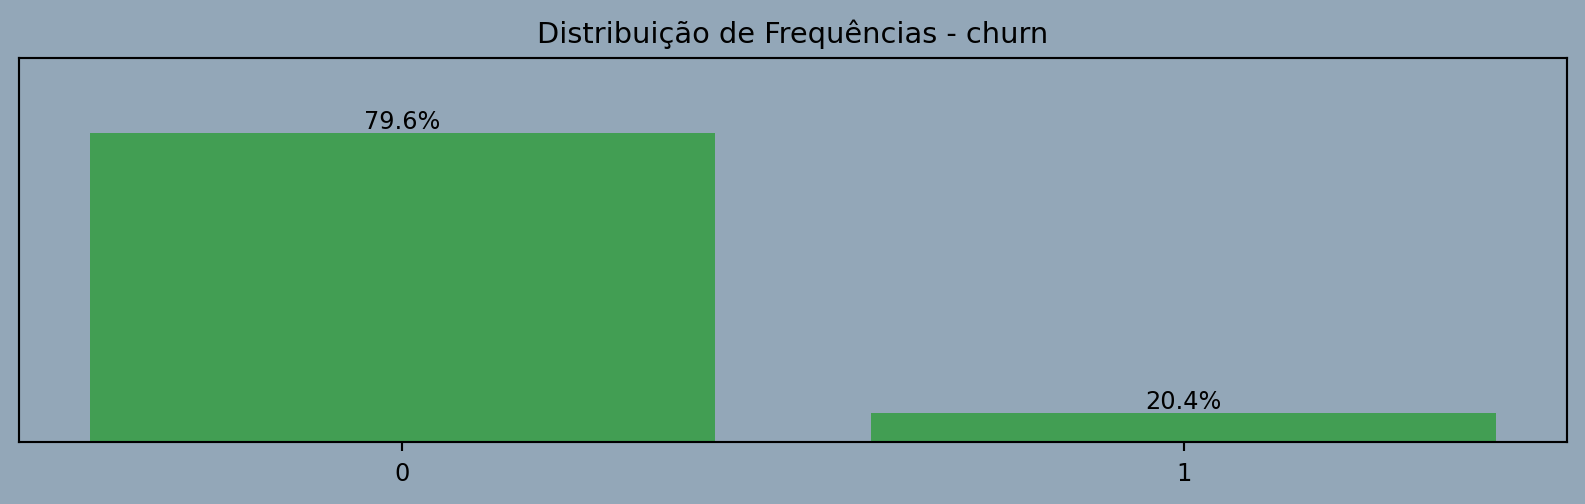 Distribuição de Frequências - churn
79.6%
20.4%
0 1